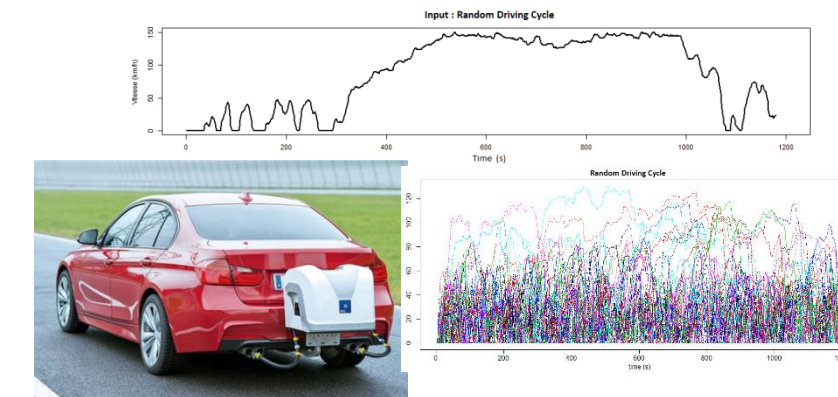 Input : Random Driving Cycle
Vitesse (km/h)
150
100
50
0
0 200 400 600 800 1000 1200
Time (s)
Random Driving Cycle
120
100
80
60
40
20
0
0 200 400 600 800 1000
time (s)